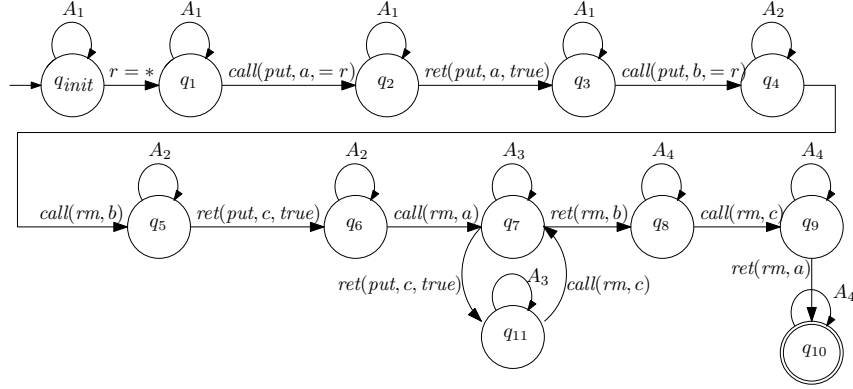 A₁ A₁ A₁ A₁ A₂
q_init r = ∗ q₁ call(put, a, = r) q₂ ret(put, a, true) q₃ call(put, b, = r) q₄
A₂ A₂ A₃ A₄ A₄
call(rm, b) q₅ ret(put, c, true) q₆ call(rm, a) q₇ ret(rm, b) q₈ call(rm, c) q₉
ret(rm, a)
ret(put, c, true) A₃ call(rm, c)
A₄
q₁₁
q₁₀